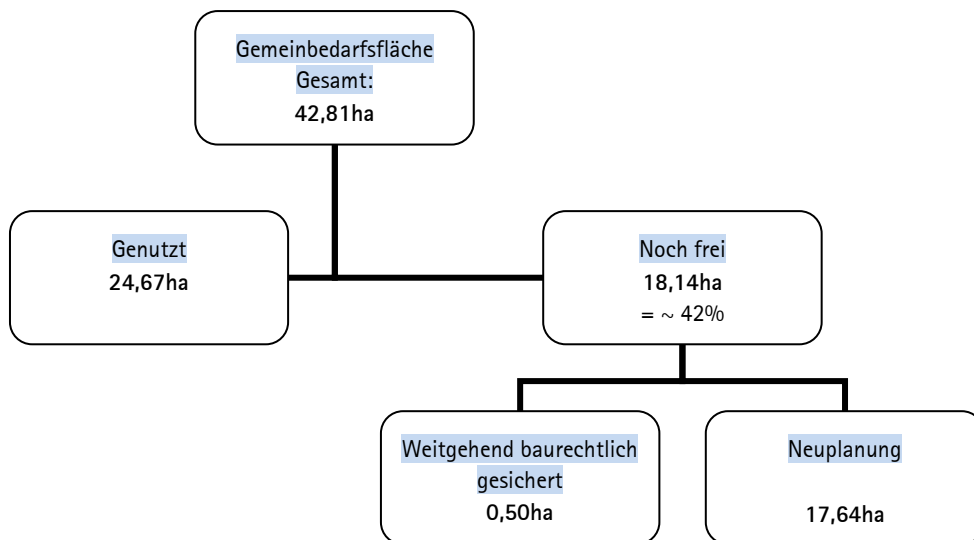 Gemeinbedarfsfläche
Gesamt:
42,81ha
Genutzt
24,67ha
Noch frei
18,14ha
= ~ 42%
Weitgehend baurechtlich
gesichert
0,50ha
Neuplanung
17,64ha